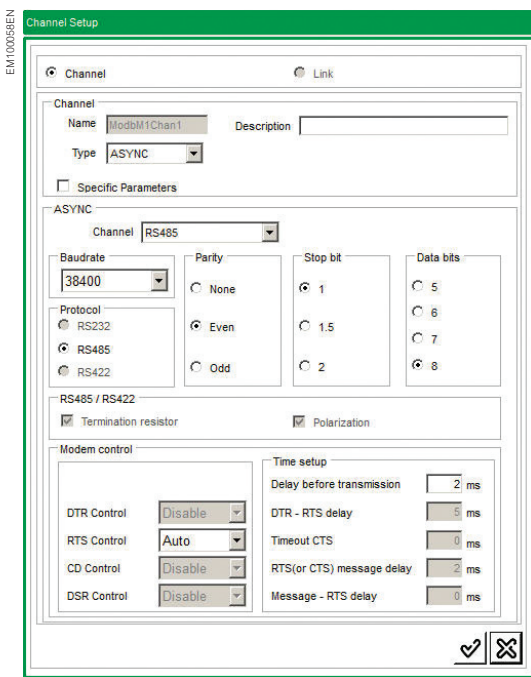 EM100058EN
Channel Setup
Channel Link
Channel
Name ModbM1Chan1 Description
Type ASYNC
Specific Parameters
ASYNC
Channel RS485
Baudrate Parity Stop bit Data bits
38400
None 1 5
6
Protocol
RS232 Even 1.5
7
RS485
RS422 Odd 2 8
RS485 / RS422
Termination resistor Polarization
Modem control
Time setup
Delay before transmission 2 ms
DTR Control Disable DTR - RTS delay 5 ms
RTS Control Auto Timeout CTS 0 ms
CD Control Disable RTS(or CTS) message delay 2 ms
DSR Control Disable Message - RTS delay 0 ms